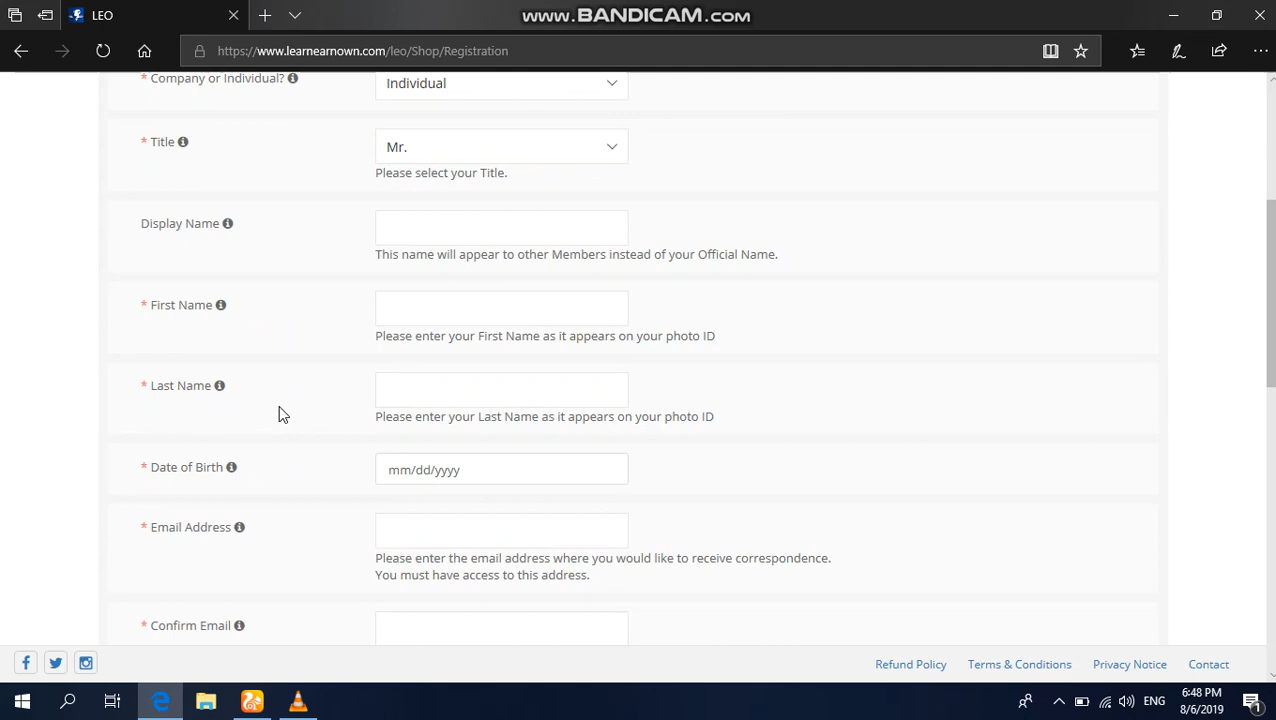 LEO
www.BANDICAM.com
https://www.learnearnown.com/leo/Shop/Registration
* Company or Individual?
Individual
* Title
Mr.
Please select your Title.
Display Name
This name will appear to other Members instead of your Official Name.
* First Name
Please enter your First Name as it appears on your photo ID
* Last Name
Please enter your Last Name as it appears on your photo ID
* Date of Birth
mm/dd/yyyy
* Email Address
Please enter the email address where you would like to receive correspondence.
You must have access to this address.
* Confirm Email
Refund Policy
Terms & Conditions
Privacy Notice
Contact
ENG
6:48 PM
8/6/2019
1